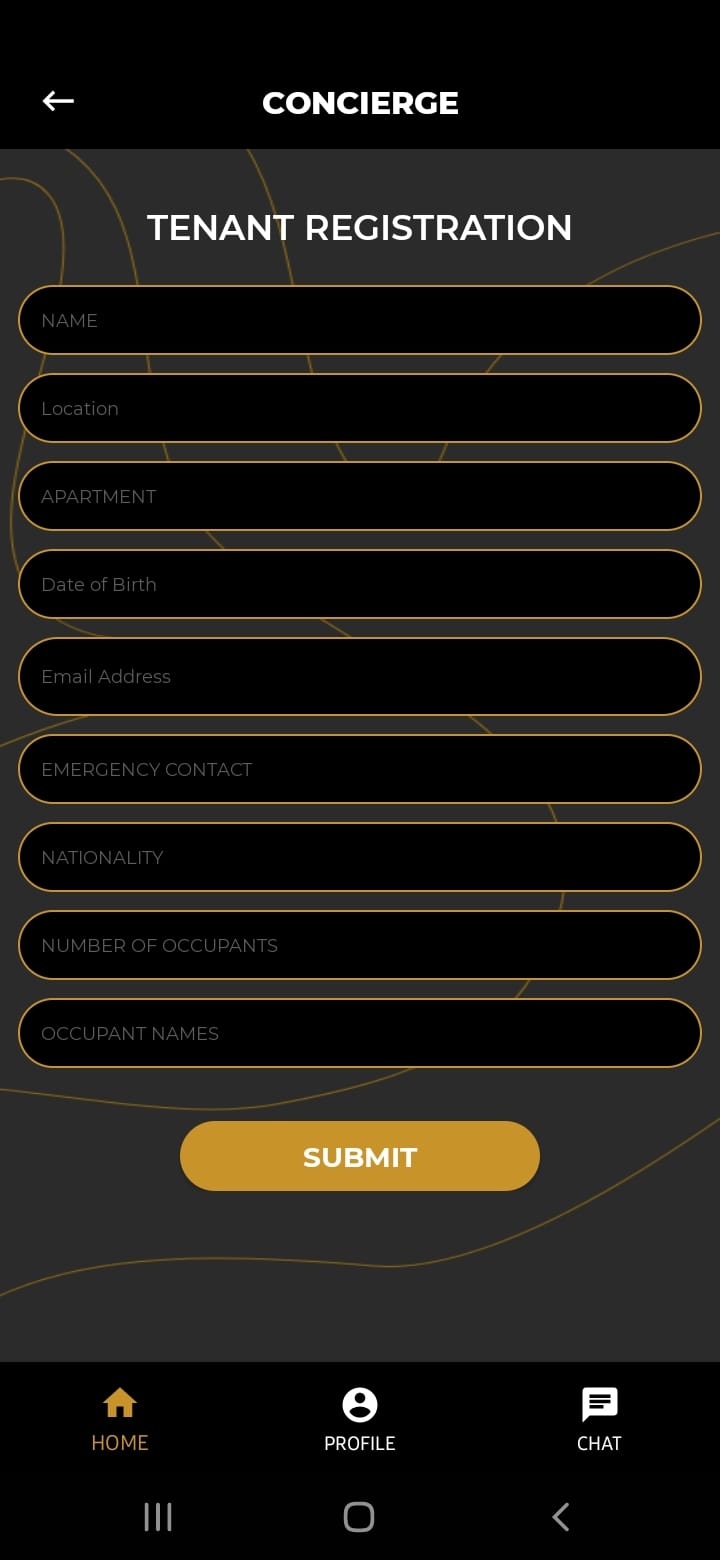 CONCIERGE
TENANT REGISTRATION
NAME
Location
APARTMENT
Date of Birth
Email Address
EMERGENCY CONTACT
NATIONALITY
NUMBER OF OCCUPANTS
OCCUPANT NAMES
SUBMIT
HOME
PROFILE
CHAT